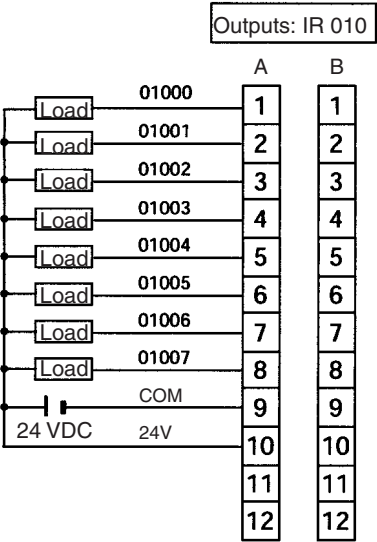 Outputs: IR 010
A B
Load 01000 1 1
Load 01001 2 2
Load 01002 3 3
Load 01003 4 4
Load 01004 5 5
Load 01005 6 6
Load 01006 7 7
Load 01007 8 8
COM 9 9
24 VDC 24V 10 10
11 11
12 12